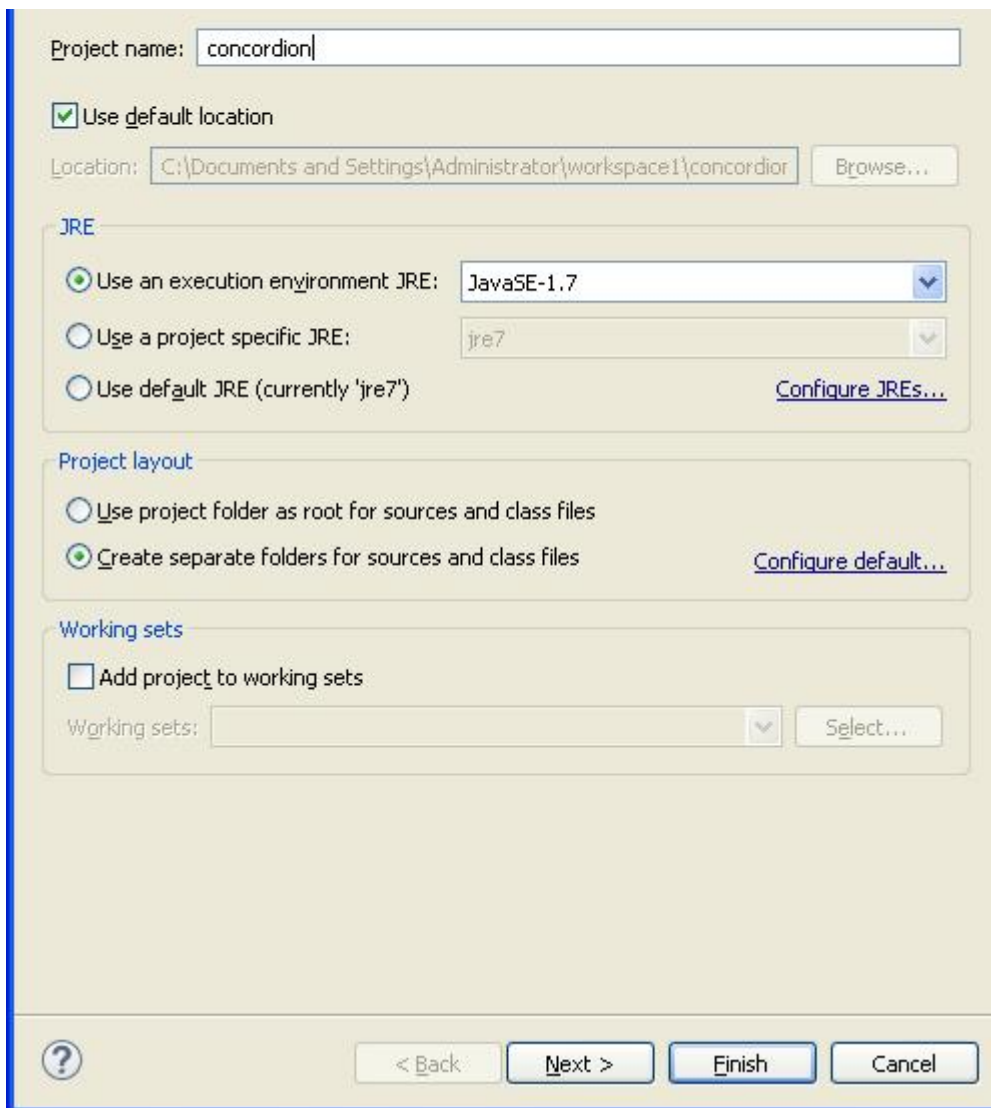 Project name: concordion
Use default location
Location: C:\Documents and Settings\Administrator\workspace1\concordior Browse...
JRE
Use an execution environment JRE: JavaSE-1.7
Use a project specific JRE: jre7
Use default JRE (currently 'jre7') Configure JREs...
Project layout
Use project folder as root for sources and class files
Create separate folders for sources and class files Configure default...
Working sets
Add project to working sets
Working sets: Select...
? < Back Next > Finish Cancel